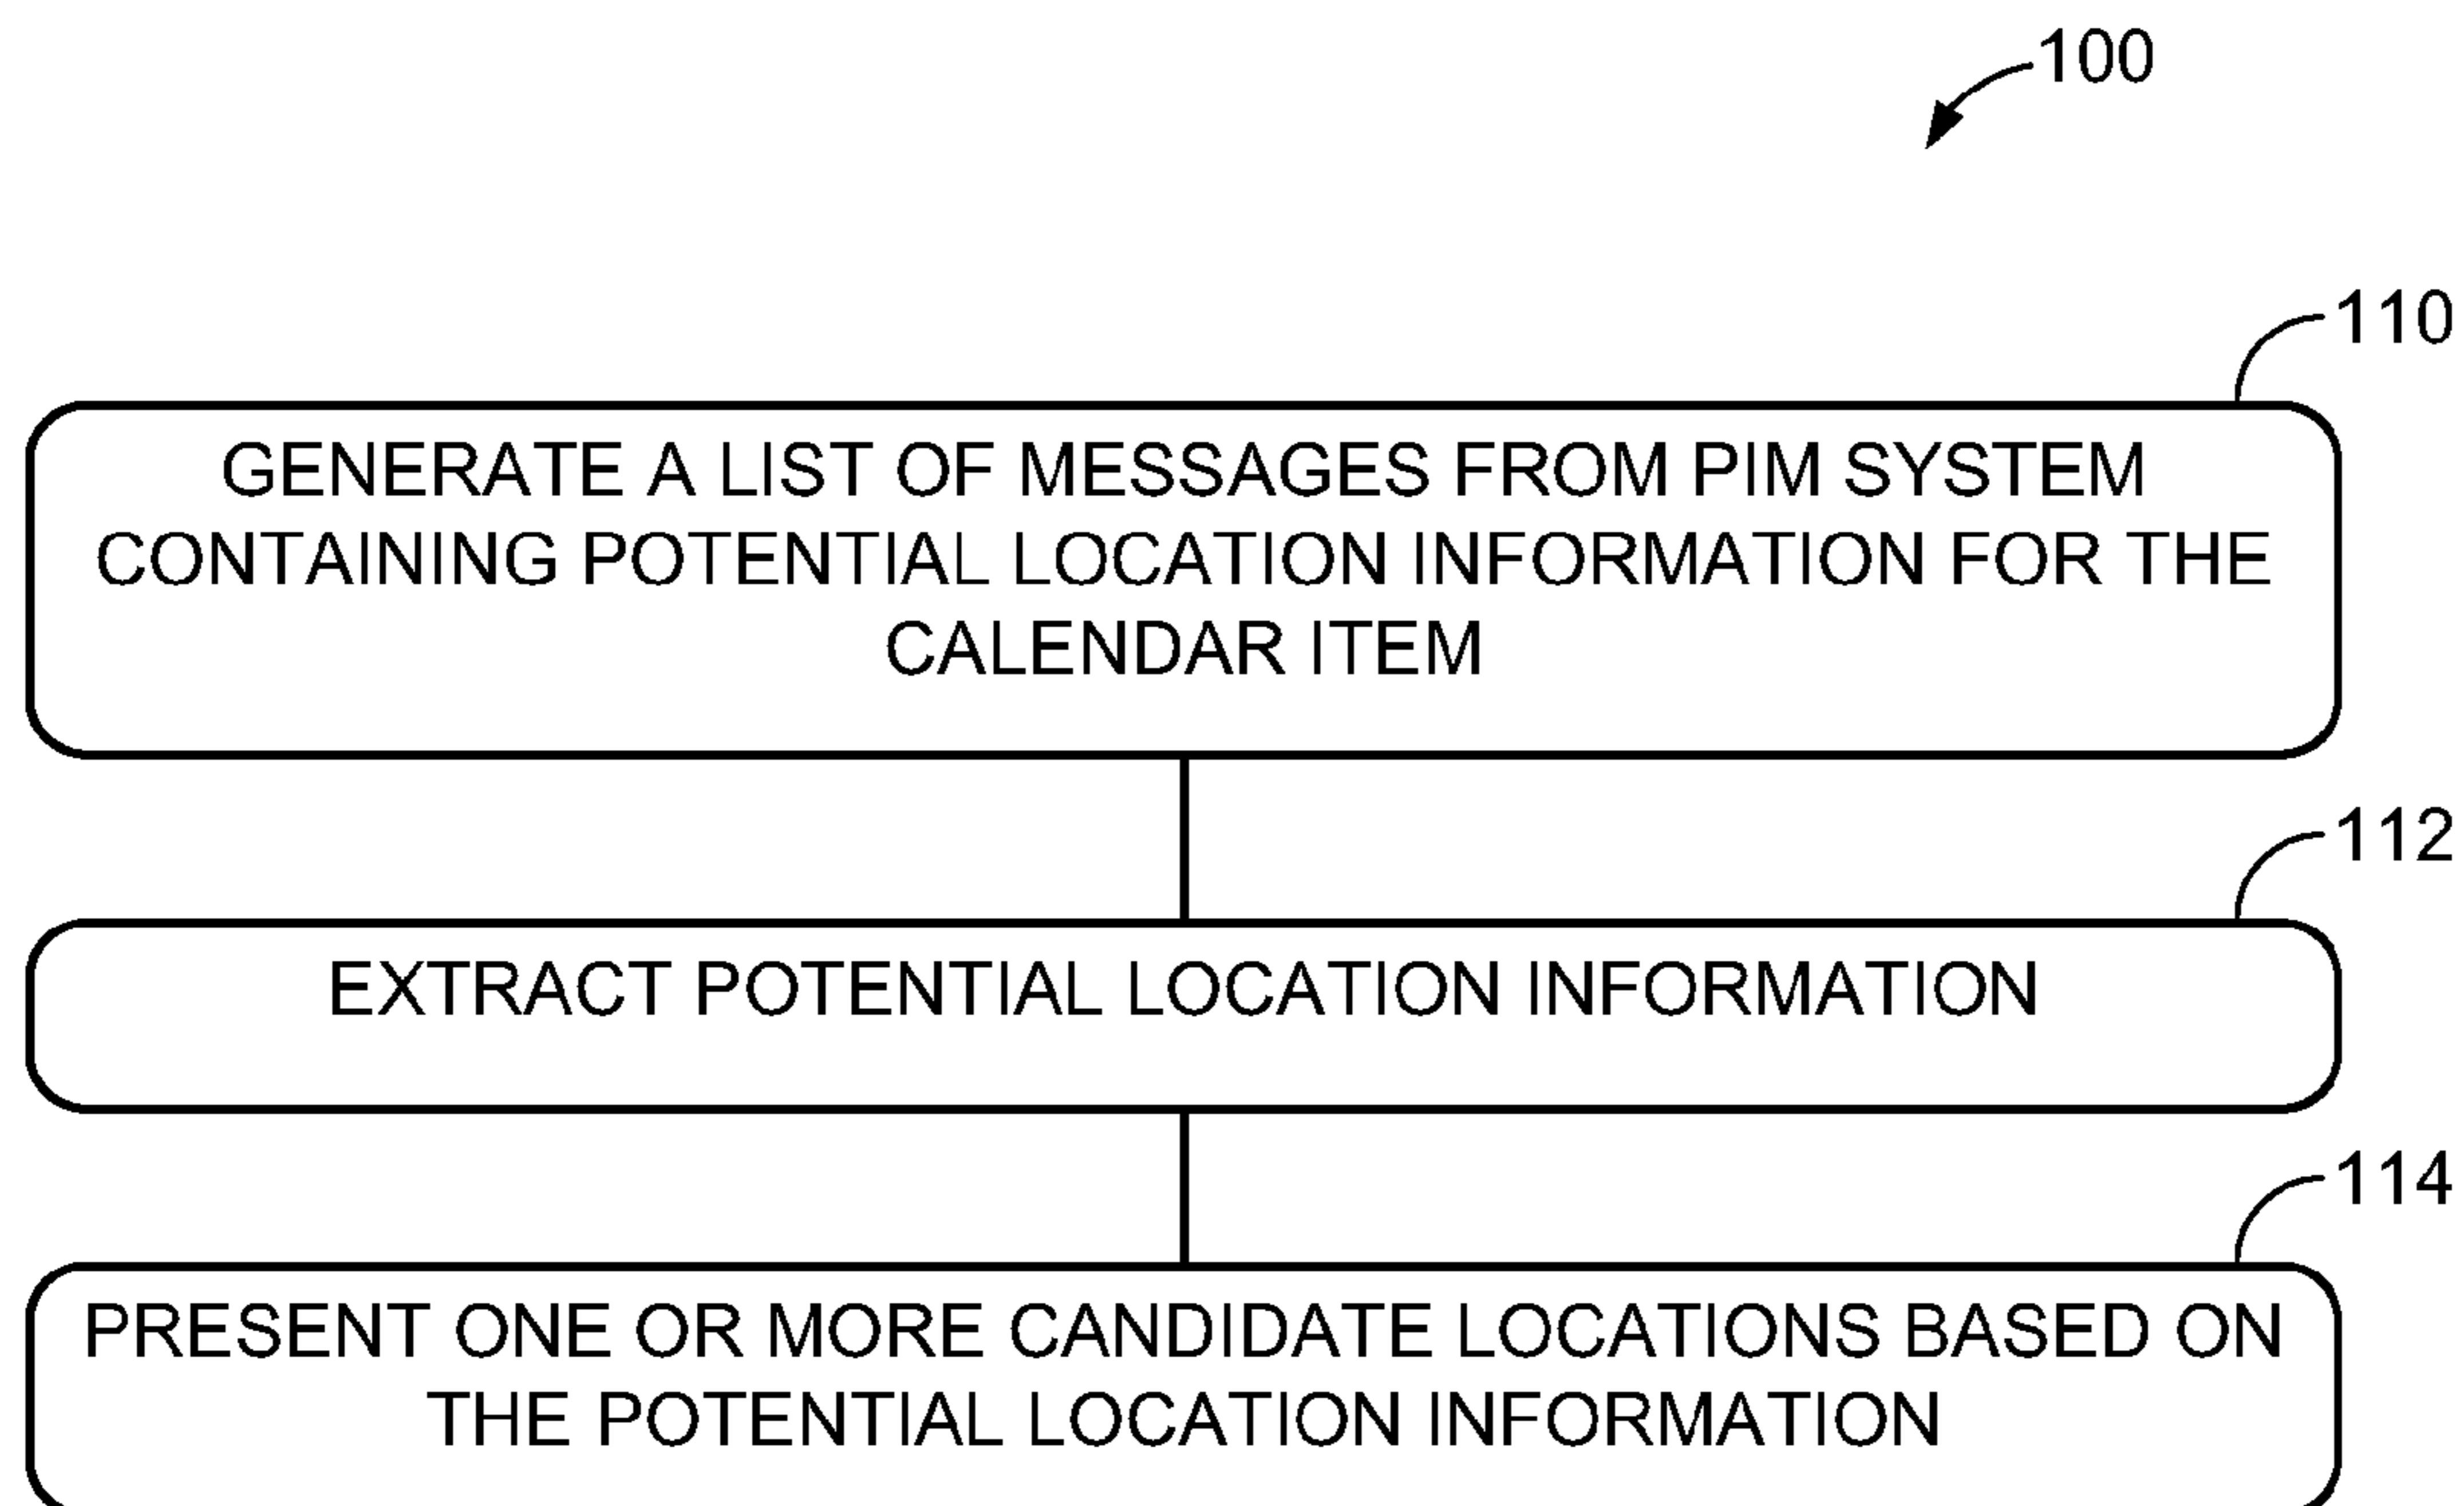 100
110
GENERATE A LIST OF MESSAGES FROM PIM SYSTEM
CONTAINING POTENTIAL LOCATION INFORMATION FOR THE
CALENDAR ITEM
112
EXTRACT POTENTIAL LOCATION INFORMATION
114
PRESENT ONE OR MORE CANDIDATE LOCATIONS BASED ON
THE POTENTIAL LOCATION INFORMATION